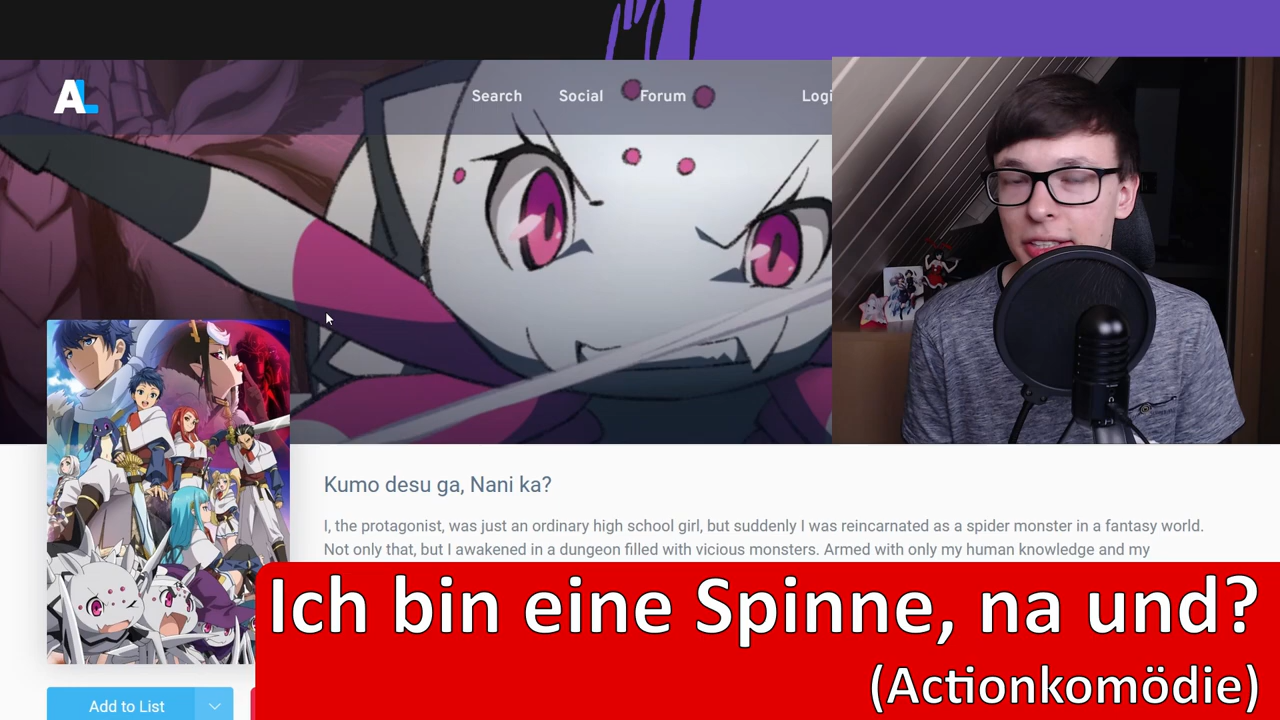 AL
Search Social Forum Logi
Kumo desu ga, Nani ka?
I, the protagonist, was just an ordinary high school girl, but suddenly I was reincarnated as a spider monster in a fantasy world.
Not only that, but I awakened in a dungeon filled with vicious monsters. Armed with only my human knowledge and my
Ich bin eine Spinne, na und?
(Actionkomödie)
Add to List